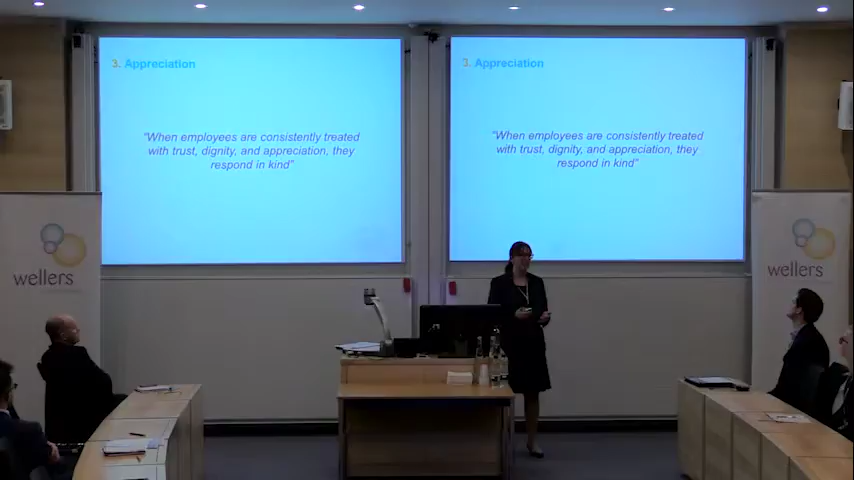 3. Appreciation
"When employees are consistently treated
with trust, dignity, and appreciation, they
respond in kind"
3. Appreciation
"When employees are consistently treated
with trust, dignity, and appreciation, they
respond in kind"
wellers
wellers